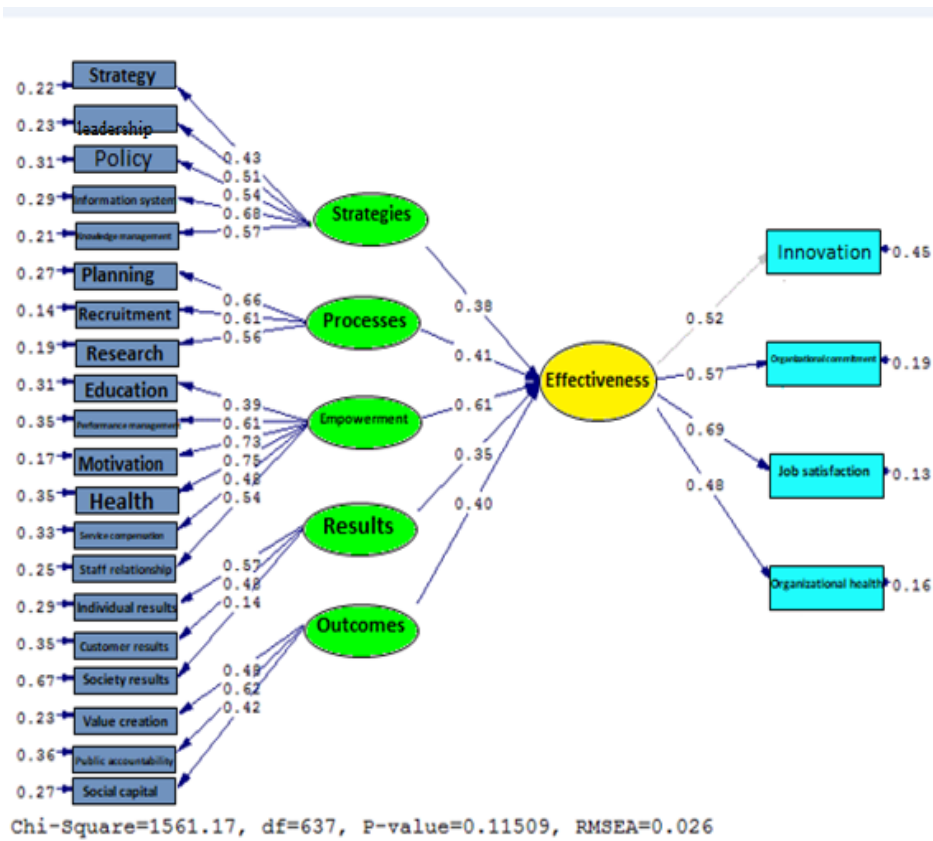 Strategy
0.22
leadership
0.23
Policy
0.31
Information system
0.29
Knowledge management
0.21
Planning
0.27
Recruitment
0.14
Research
0.19
Education
0.31
Performance management
0.35
Motivation
0.17
Health
0.35
Service compensation
0.33
Staff relationship
0.25
Individual results
0.29
Customer results
0.35
Society results
0.67
Value creation
0.23
Public accountability
0.36
Social capital
0.27
0.43
0.51
0.54
0.68
0.57
0.66
0.61
0.56
0.39
0.61
0.73
0.75
0.48
0.54
0.57
0.48
0.14
0.49
0.62
0.42
Strategies
Processes
Empowerment
Results
Outcomes
0.38
0.41
0.61
0.35
0.40
Effectiveness
0.52
0.57
0.69
0.48
Innovation
0.45
Organizational commitment
0.19
Job satisfaction
0.13
Organizational health
0.16
Chi-Square=1561.17, df=637, P-value=0.11509, RMSEA=0.026